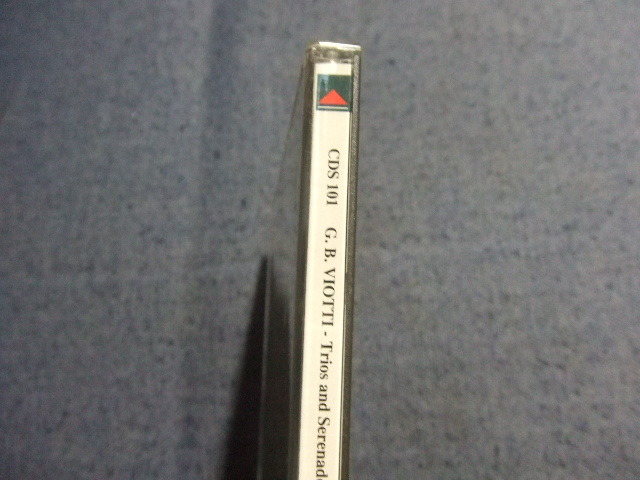 CDS 101 G. B. VIOTTI - Trios and Serenad